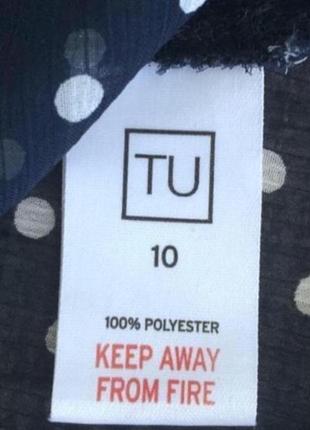 TU
10
100% POLYESTER
KEEP AWAY
FROM FIRE